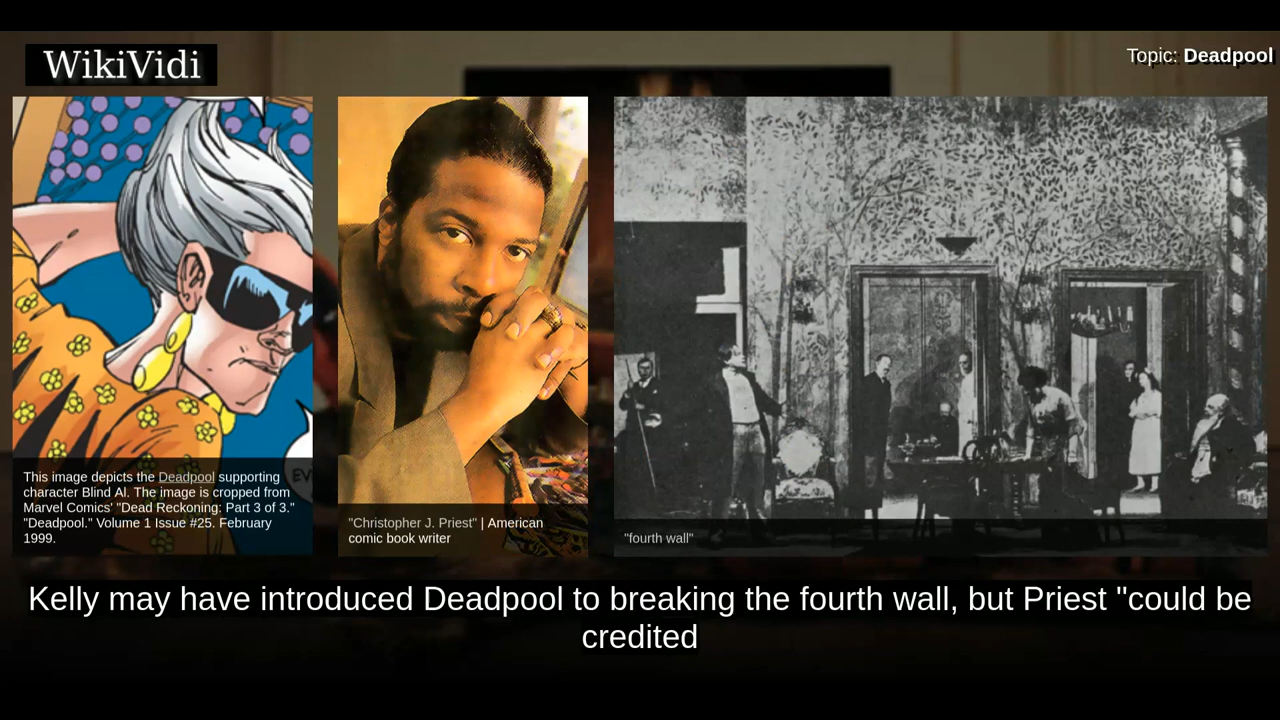 WikiVidi
Topic: Deadpool
This image depicts the Deadpool supporting
character Blind Al. The image is cropped from
Marvel Comics' "Dead Reckoning: Part 3 of 3."
"Deadpool." Volume 1 Issue #25. February
1999.
"Christopher J. Priest" | American
comic book writer
"fourth wall"
Kelly may have introduced Deadpool to breaking the fourth wall, but Priest "could be
credited